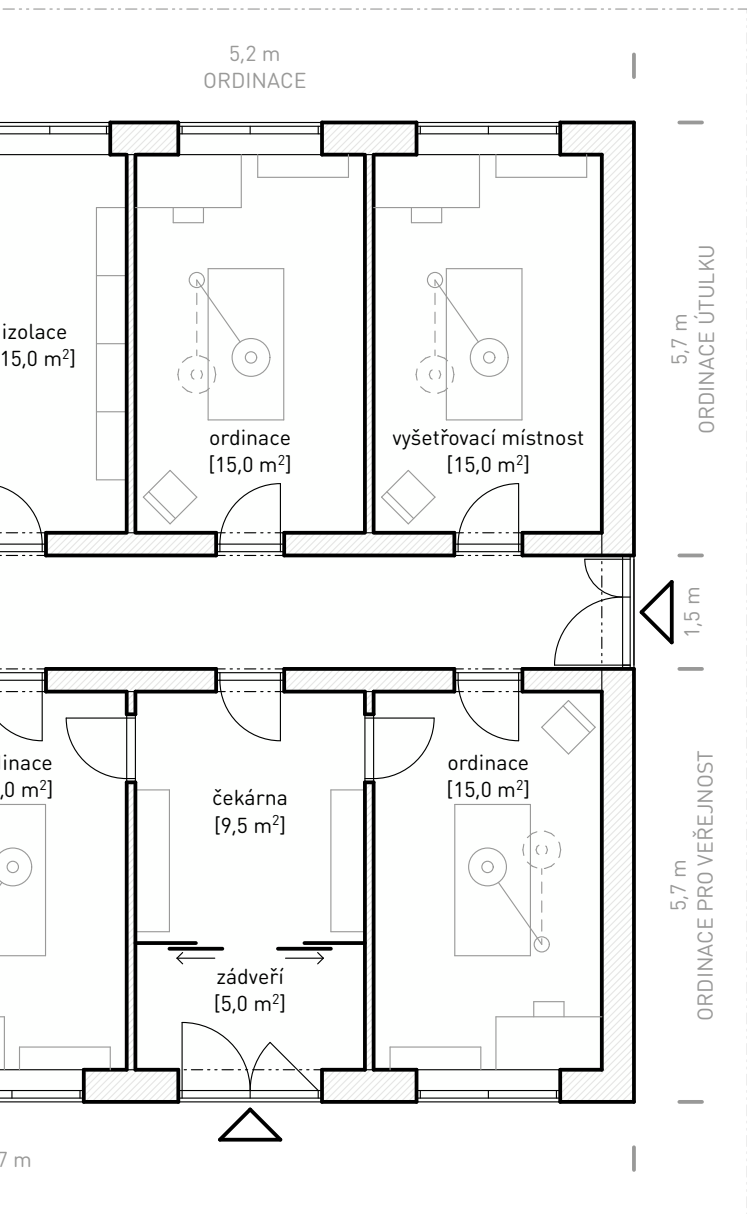 5,2 m
ORDINACE
izolace
15,0 m²]
ordinace
[15,0 m²]
vyšetřovací místnost
[15,0 m²]
5,7 m
ORDINACE ÚTULKU
1,5 m
inace
,0 m²]
čekárna
[9,5 m²]
ordinace
[15,0 m²]
zádveří
[5,0 m²]
5,7 m
ORDINACE PRO VEŘEJNOST
7 m